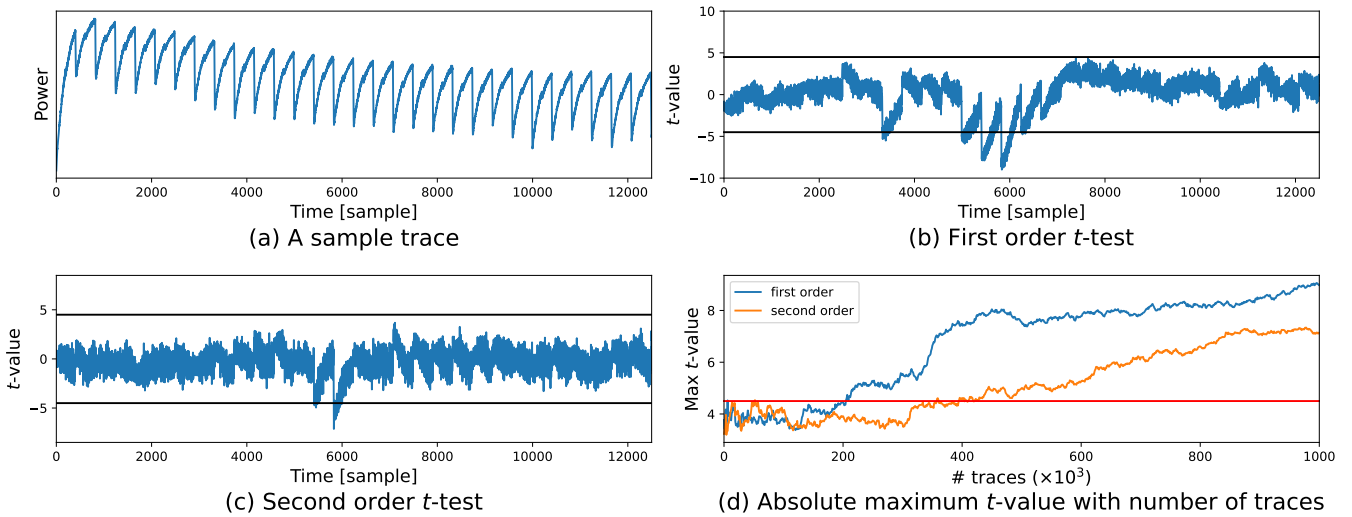 Power
0 2000 4000 6000 8000 10000 12000
Time [sample]
(a) A sample trace
t-value
10
5
0
−5
−10
0 2000 4000 6000 8000 10000 12000
Time [sample]
(b) First order t-test
t-value
5
0
−5
0 2000 4000 6000 8000 10000 12000
Time [sample]
(c) Second order t-test
Max t-value
8
6
4
first order
second order
0 200 400 600 800 1000
# traces (×10³)
(d) Absolute maximum t-value with number of traces